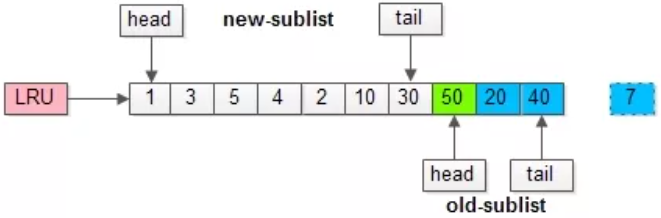 head new-sublist tail
LRU 1 3 5 4 2 10 30 50 20 40 7
head tail
old-sublist